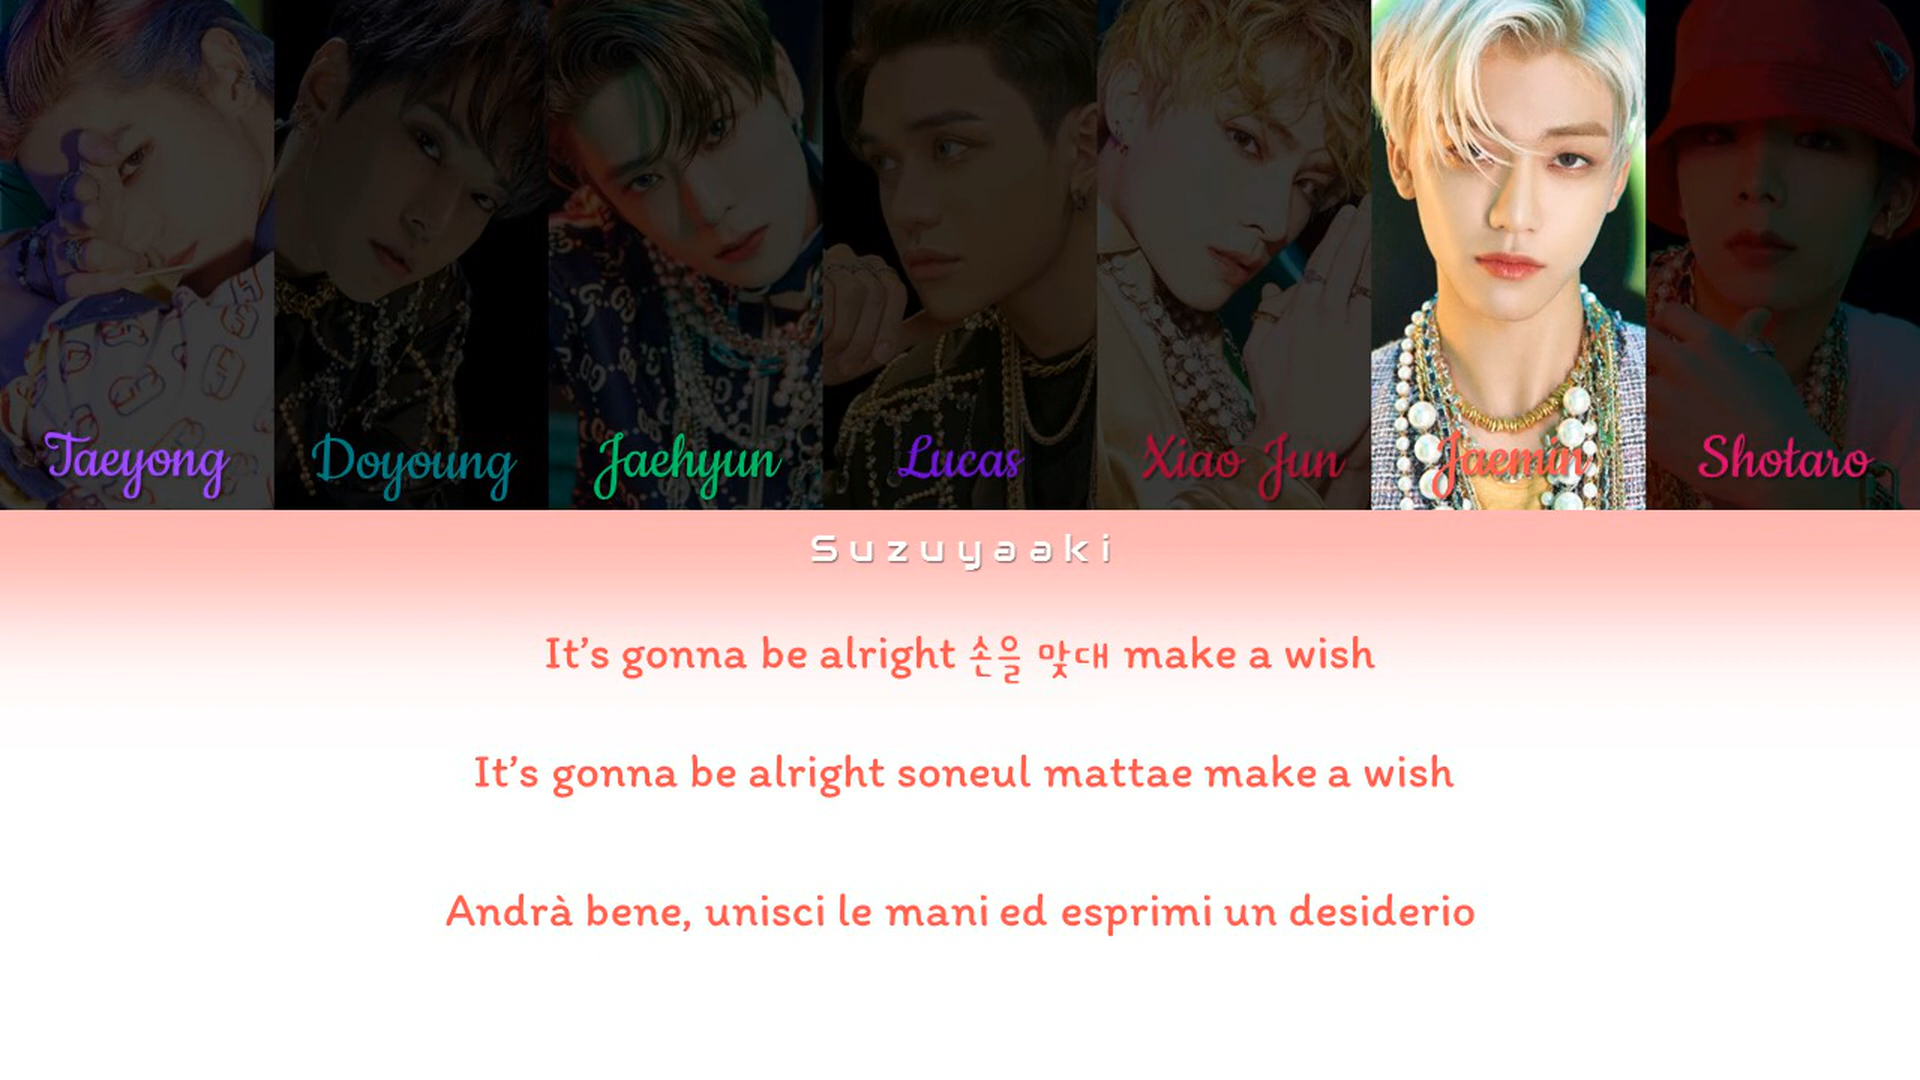 Taeyong Doyoung Jaehyun Lucas Xiao Jun Jaemin Shotaro
Suzuyaaki
It's gonna be alright 손을 맞대 make a wish
It's gonna be alright soneul mattae make a wish
Andrà bene, unisci le mani ed esprimi un desiderio